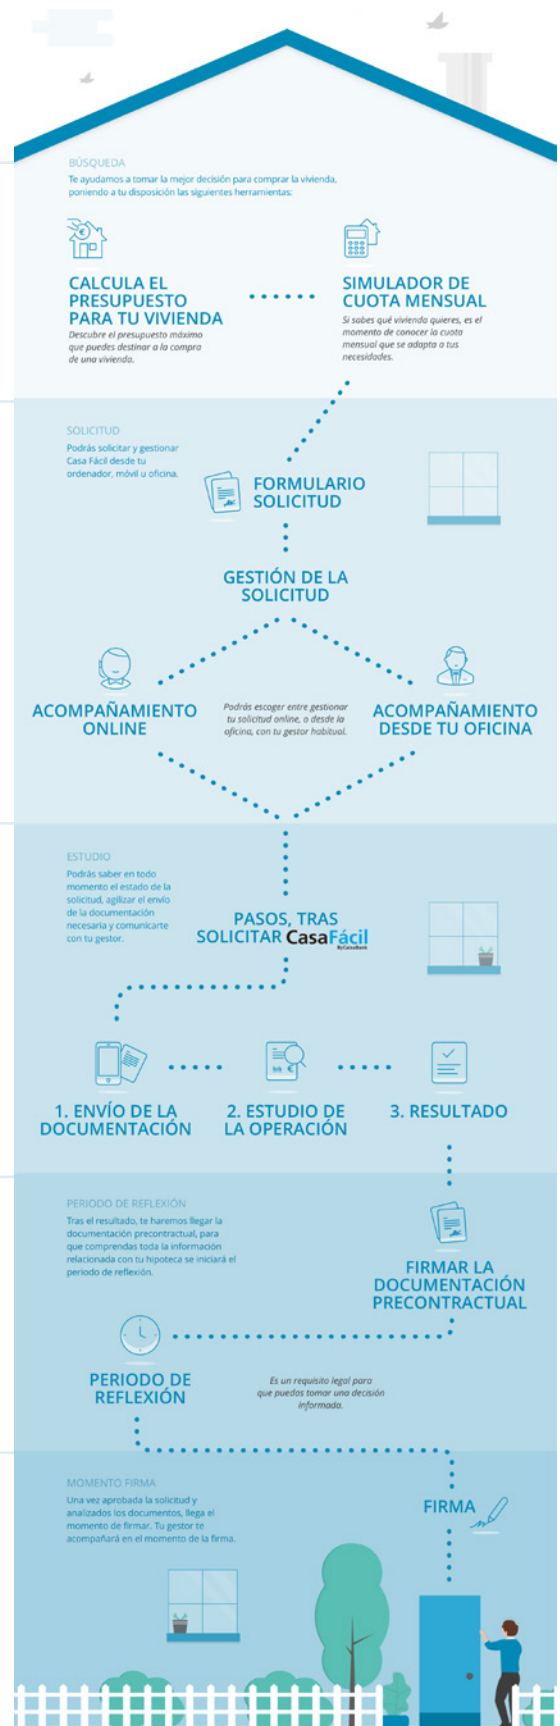 BÚSQUEDA
Te ayudamos a tomar la mejor decisión para comprar la vivienda,
poniendo a tu disposición las siguientes herramientas:
CALCULA EL
PRESUPUESTO
PARA TU VIVIENDA
Descubre el presupuesto máximo
que puedes destinar a la compra
de una vivienda.
SIMULADOR DE
CUOTA MENSUAL
Si sabes qué vivienda quieres, es el
momento de conocer la cuota
mensual que se adapta a tus
necesidades.
SOLICITUD
Podrás solicitar y gestionar
Casa Fácil desde tu
ordenador, móvil u oficina.
FORMULARIO
SOLICITUD
GESTIÓN DE LA
SOLICITUD
ACOMPAÑAMIENTO
ONLINE
Podrás escoger entre gestionar
tu solicitud online, o desde la
oficina, con tu gestor habitual.
ACOMPAÑAMIENTO
DESDE TU OFICINA
ESTUDIO
Podrás saber en todo
momento el estado de la
solicitud, agilizar el envío
de la documentación
necesaria y comunicarte
con tu gestor.
PASOS, TRAS
SOLICITAR CasaFácil
By CaixaBank
1. ENVÍO DE LA
DOCUMENTACIÓN
2. ESTUDIO DE
LA OPERACIÓN
3. RESULTADO
PERIODO DE REFLEXIÓN
Tras el resultado, te haremos llegar la
documentación precontractual, para
que comprendas toda la información
relacionada con tu hipoteca se iniciará el
periodo de reflexión.
FIRMAR LA
DOCUMENTACIÓN
PRECONTRACTUAL
PERIODO DE
REFLEXIÓN
Es un requisito legal para
que puedas tomar una decisión
informada.
MOMENTO FIRMA
Una vez aprobada la solicitud y
analizados los documentos, llega el
momento de firmar. Tu gestor te
acompañará en el momento de la firma.
FIRMA